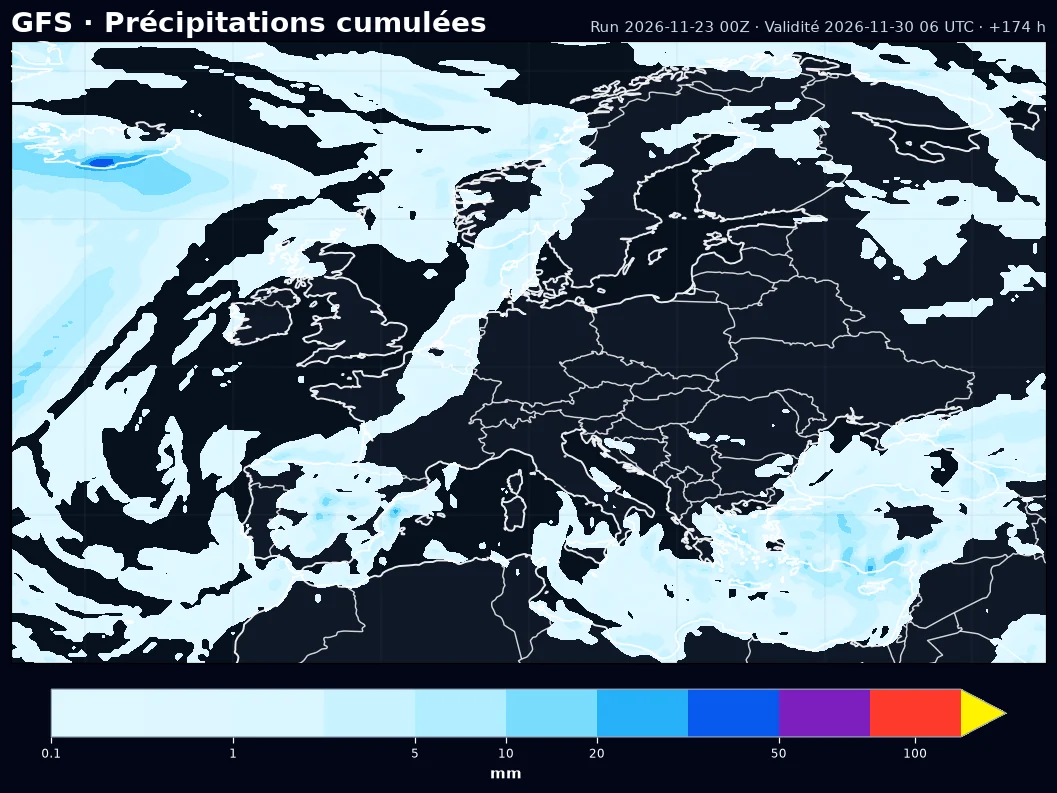 GFS · Précipitations cumulées
Run 2026-11-23 00Z · Validité 2026-11-30 06 UTC · +174 h
0.1 1 5 10 20 50 100
mm